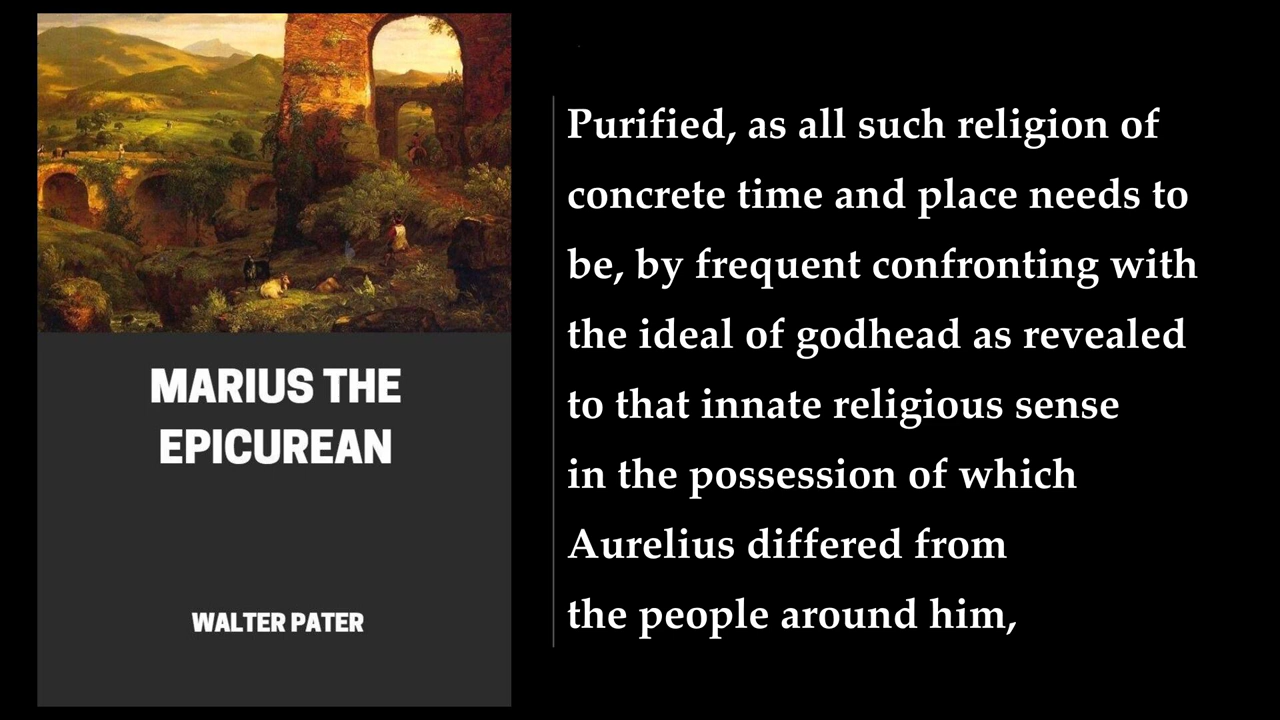 MARIUS THE
EPICUREAN
WALTER PATER
Purified, as all such religion of
concrete time and place needs to
be, by frequent confronting with
the ideal of godhead as revealed
to that innate religious sense
in the possession of which
Aurelius differed from
the people around him,